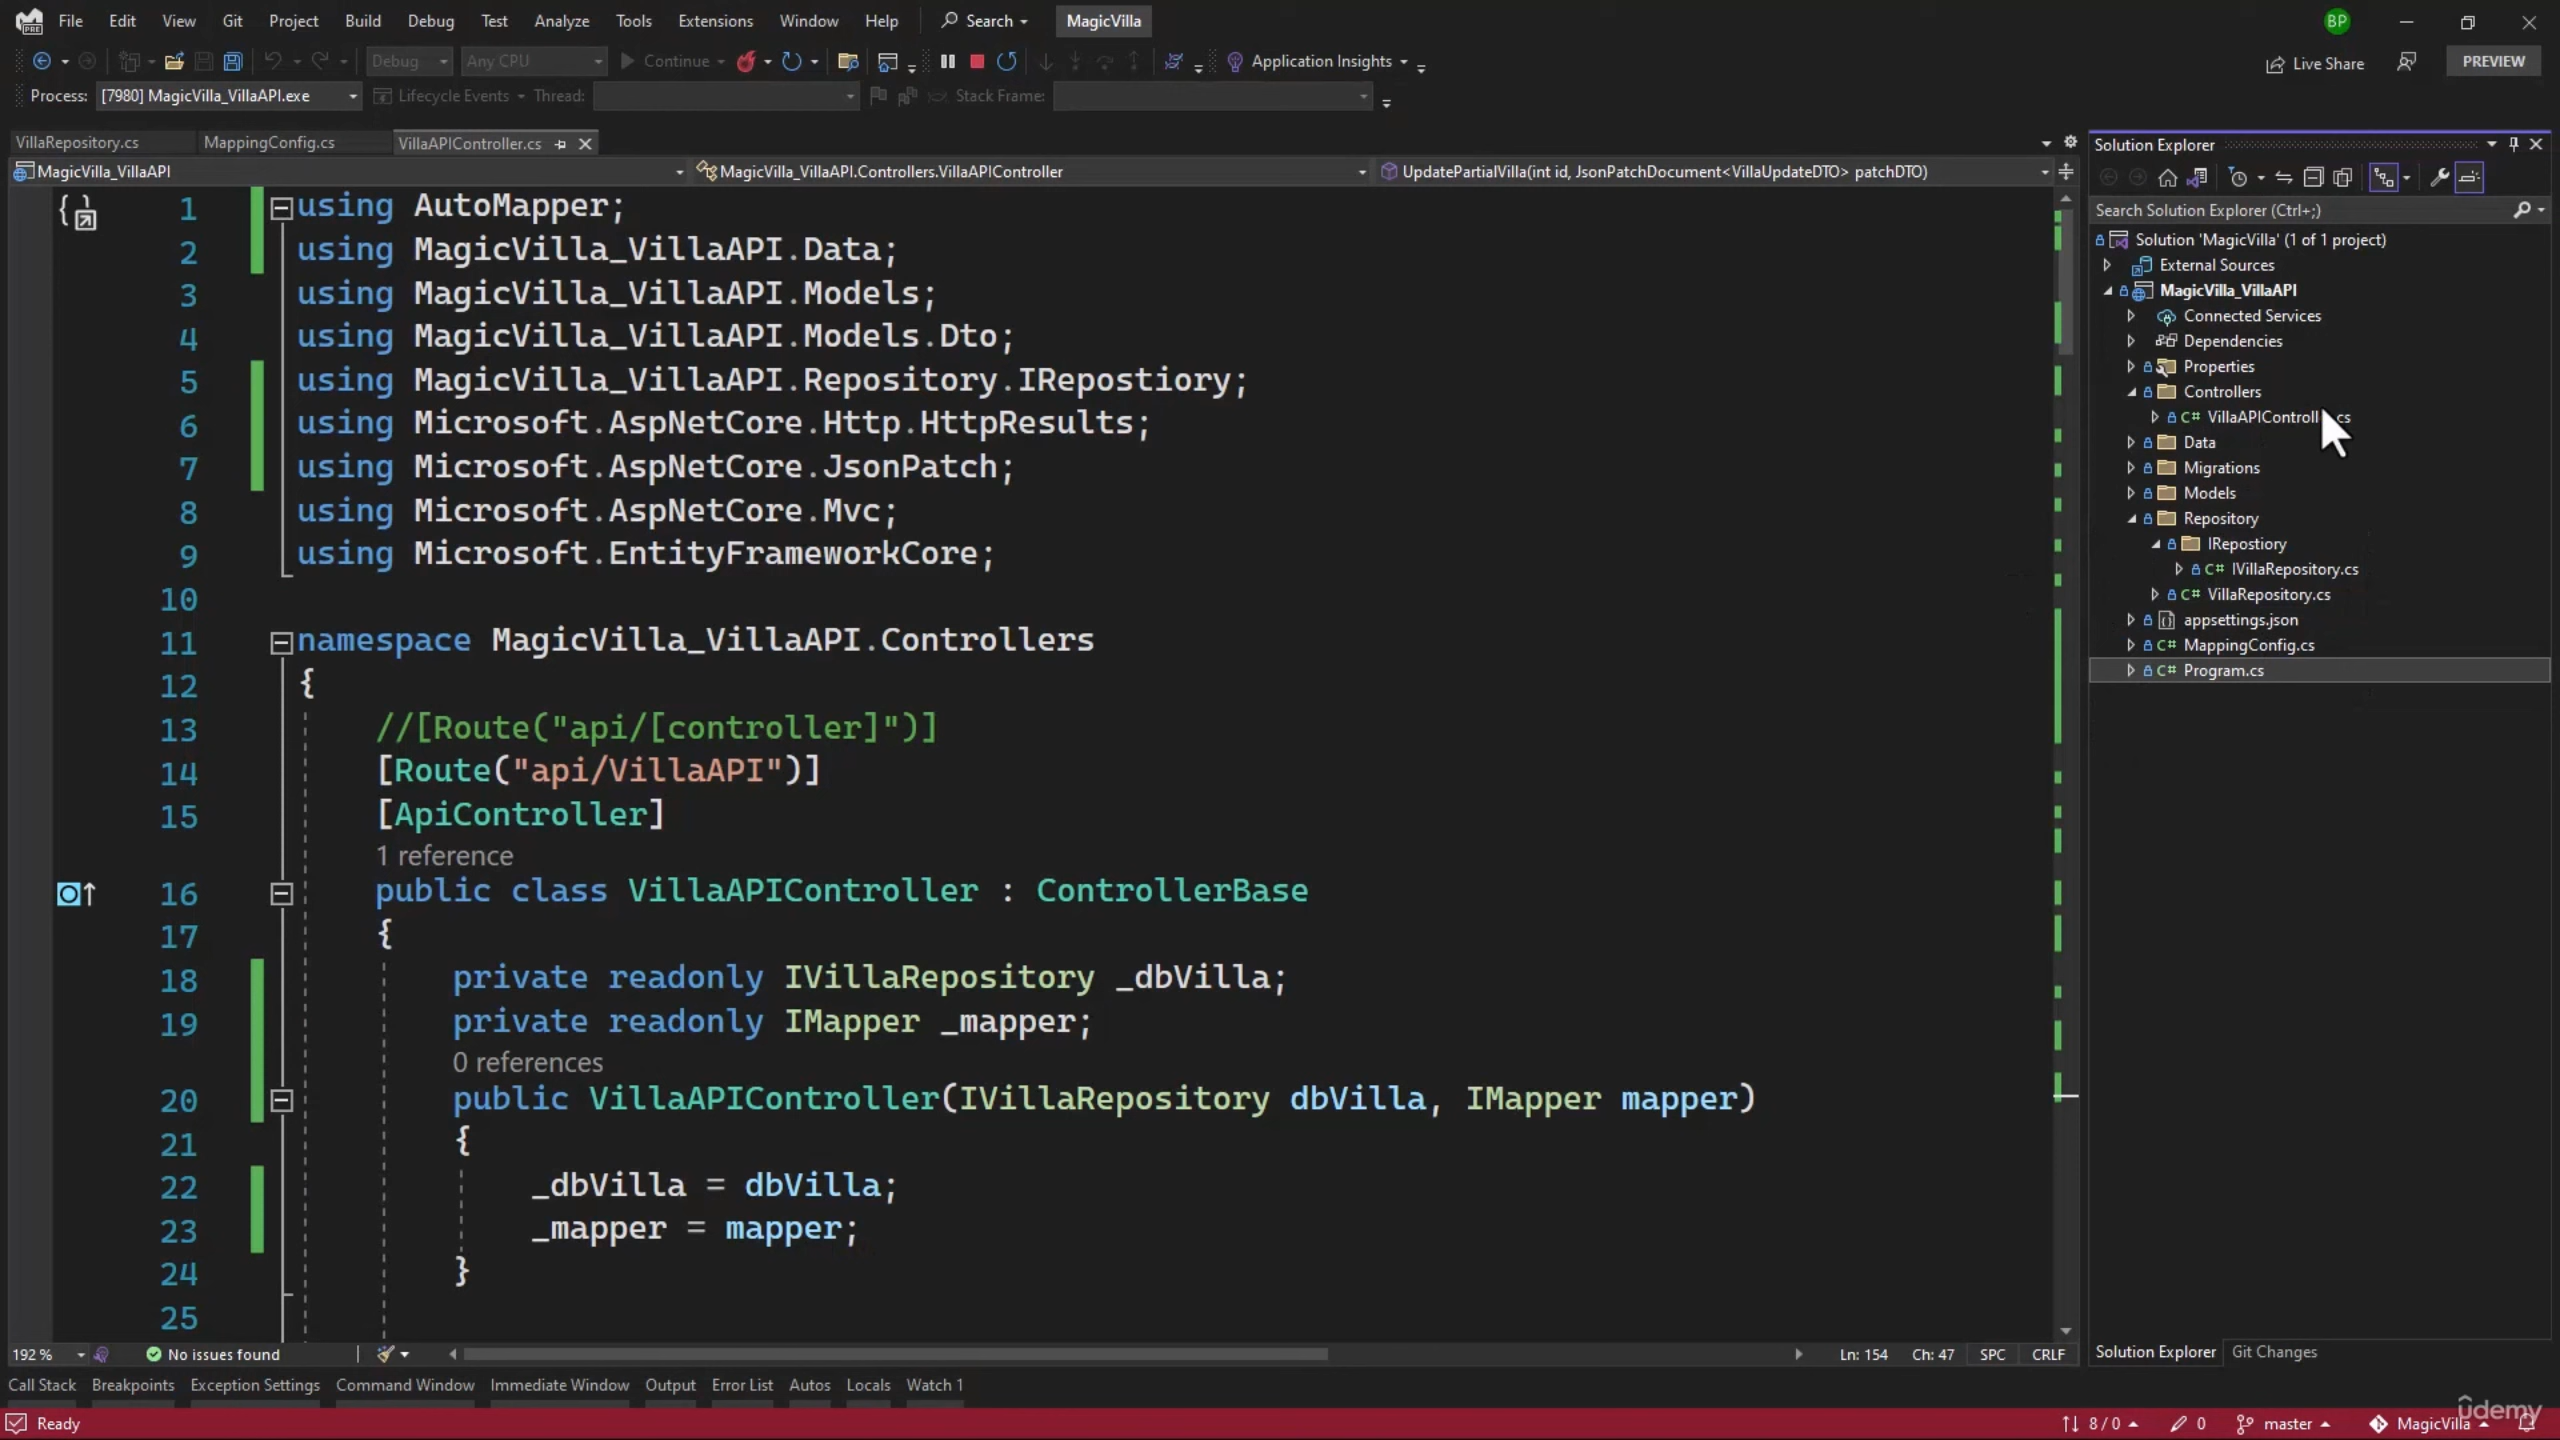 File Edit View Git Project Build Debug Test Analyze Tools Extensions Window Help Search MagicVilla BP
Debug Any CPU Continue Application Insights Live Share PREVIEW
Process: [7980] MagicVilla_VillaAPI.exe Lifecycle Events Thread: Stack Frame:
VillaRepository.cs MappingConfig.cs VillaAPIController.cs
MagicVilla_VillaAPI MagicVilla_VillaAPI.Controllers.VillaAPIController UpdatePartialVilla(int id, JsonPatchDocument<VillaUpdateDTO> patchDTO)
1 using AutoMapper;
2 using MagicVilla_VillaAPI.Data;
3 using MagicVilla_VillaAPI.Models;
4 using MagicVilla_VillaAPI.Models.Dto;
5 using MagicVilla_VillaAPI.Repository.IRepostiory;
6 using Microsoft.AspNetCore.Http.HttpResults;
7 using Microsoft.AspNetCore.JsonPatch;
8 using Microsoft.AspNetCore.Mvc;
9 using Microsoft.EntityFrameworkCore;
10
11 namespace MagicVilla_VillaAPI.Controllers
12 {
13 //[Route("api/[controller]")]
14 [Route("api/VillaAPI")]
15 [ApiController]
1 reference
16 public class VillaAPIController : ControllerBase
17 {
18 private readonly IVillaRepository _dbVilla;
19 private readonly IMapper _mapper;
0 references
20 public VillaAPIController(IVillaRepository dbVilla, IMapper mapper)
21 {
22 _dbVilla = dbVilla;
23 _mapper = mapper;
24 }
25
192 % No issues found Ln: 154 Ch: 47 SPC CRLF
Solution Explorer
Search Solution Explorer (Ctrl+;)
Solution 'MagicVilla' (1 of 1 project)
External Sources
MagicVilla_VillaAPI
Connected Services
Dependencies
Properties
Controllers
C# VillaAPIControll cs
Data
Migrations
Models
Repository
IRepostiory
C# IVillaRepository.cs
C# VillaRepository.cs
appsettings.json
C# MappingConfig.cs
C# Program.cs
Solution Explorer Git Changes
Call Stack Breakpoints Exception Settings Command Window Immediate Window Output Error List Autos Locals Watch 1
Ready 8 / 0 0 master MagicVilla
udemy